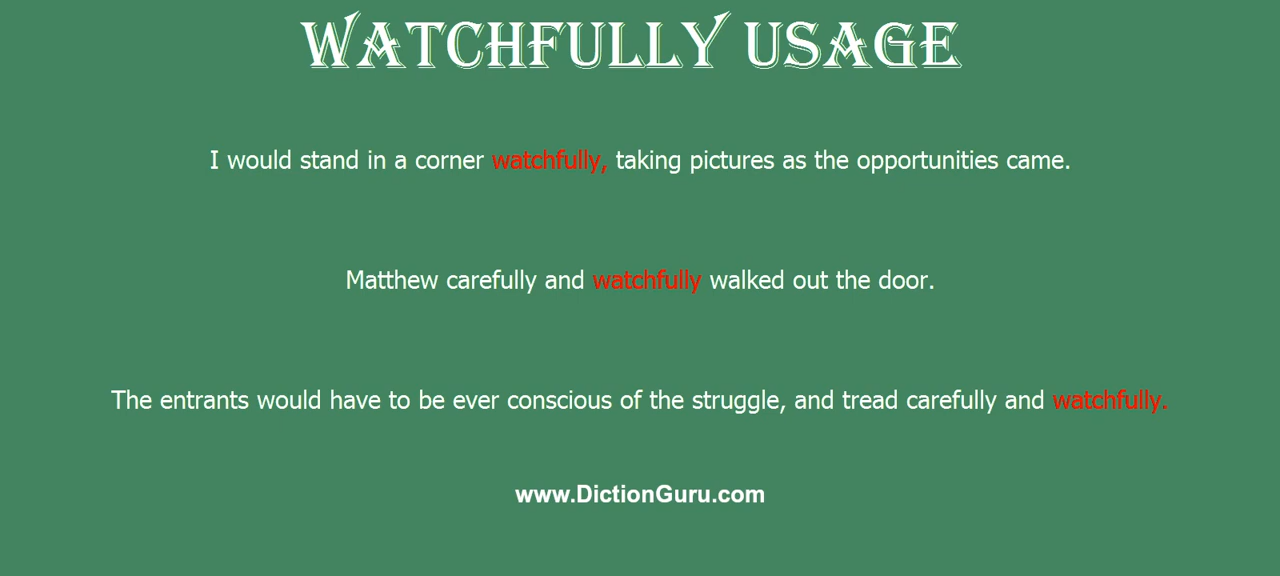 WATCHFULLY USAGE
I would stand in a corner watchfully, taking pictures as the opportunities came.
Matthew carefully and watchfully walked out the door.
The entrants would have to be ever conscious of the struggle, and tread carefully and watchfully.
www.DictionGuru.com